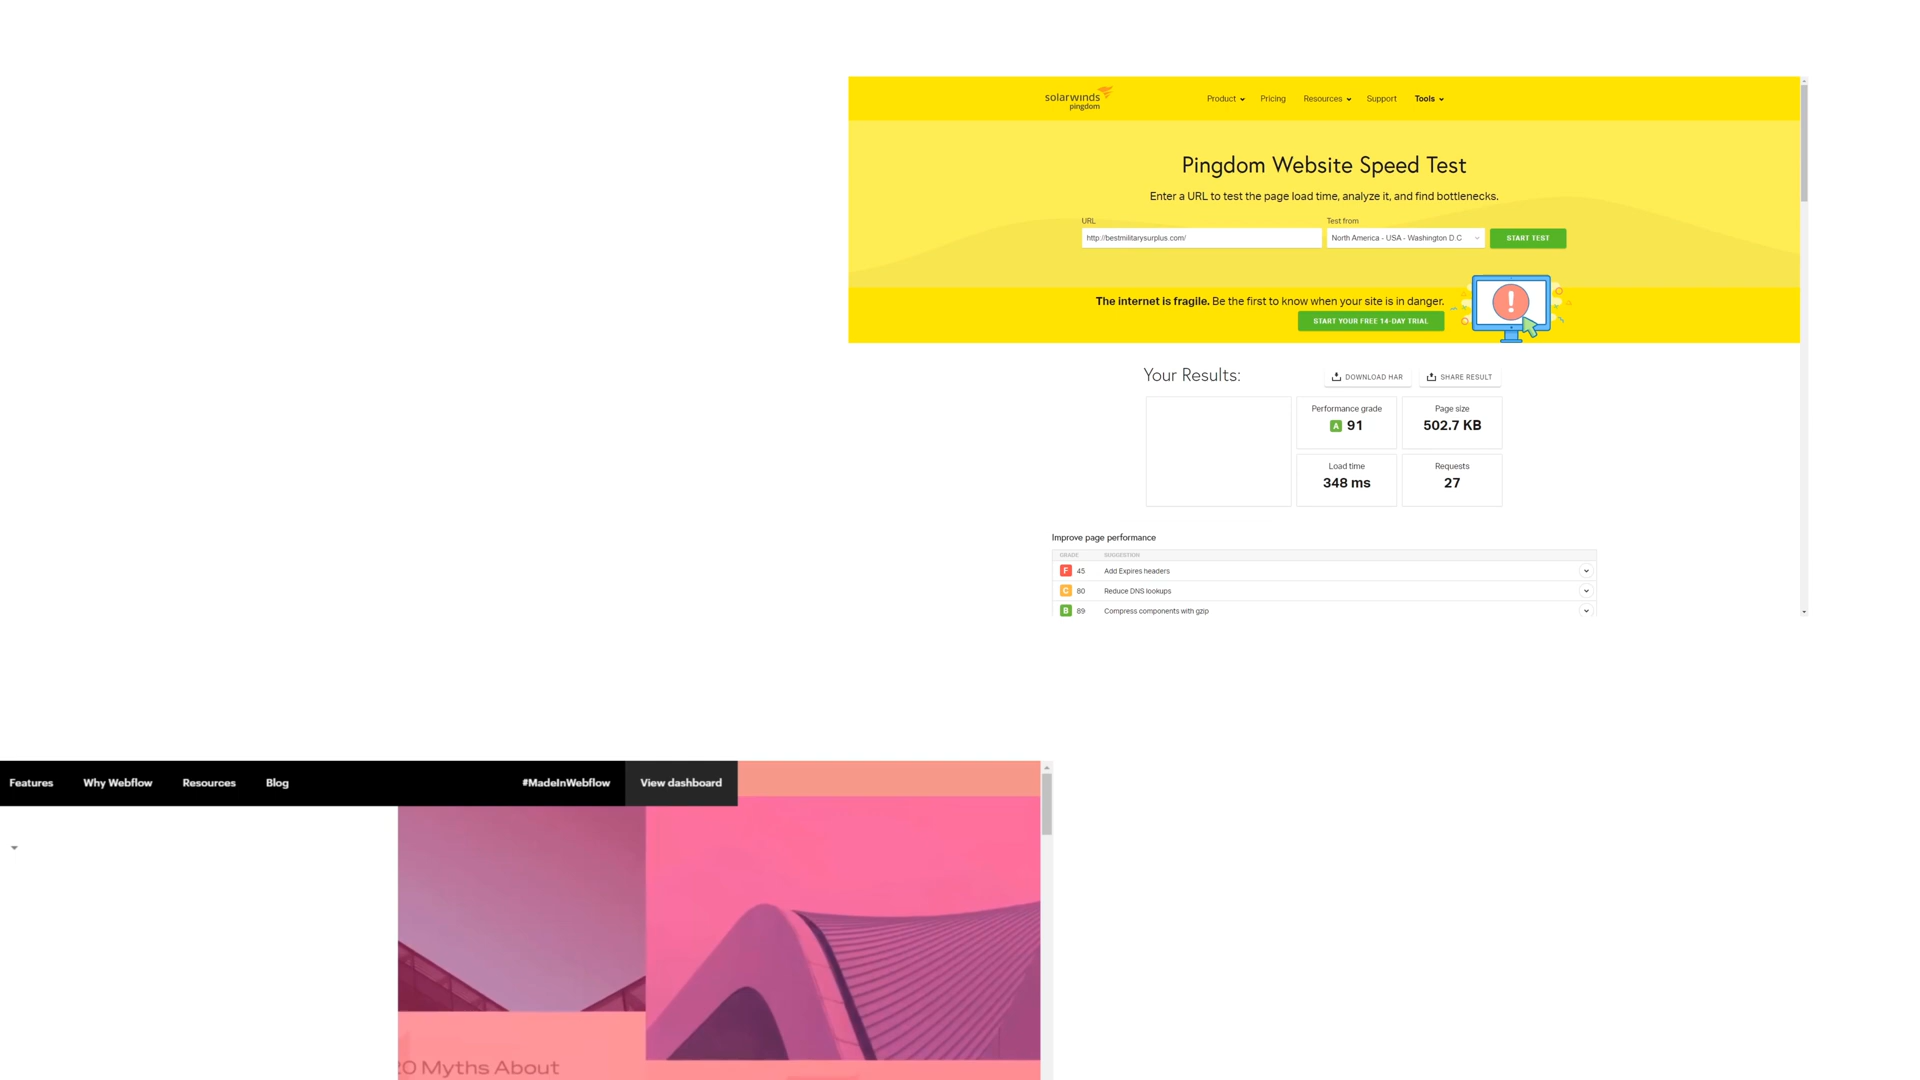 solarwinds
pingdom
Product
Pricing
Resources
Support
Tools
Pingdom Website Speed Test
Enter a URL to test the page load time, analyze it, and find bottlenecks.
URL
Test from
http://bestmilitarysurplus.com/
North America - USA - Washington D.C
START TEST
The internet is fragile. Be the first to know when your site is in danger.
START YOUR FREE 14-DAY TRIAL
Your Results:
DOWNLOAD HAR
SHARE RESULT
Performance grade
A 91
Page size
502.7 KB
Load time
348 ms
Requests
27
Improve page performance
GRADE SUGGESTION
F 45 Add Expires headers
C 80 Reduce DNS lookups
B 89 Compress components with gzip
Features
Why Webflow
Resources
Blog
#MadeInWebflow
View dashboard
20 Myths About